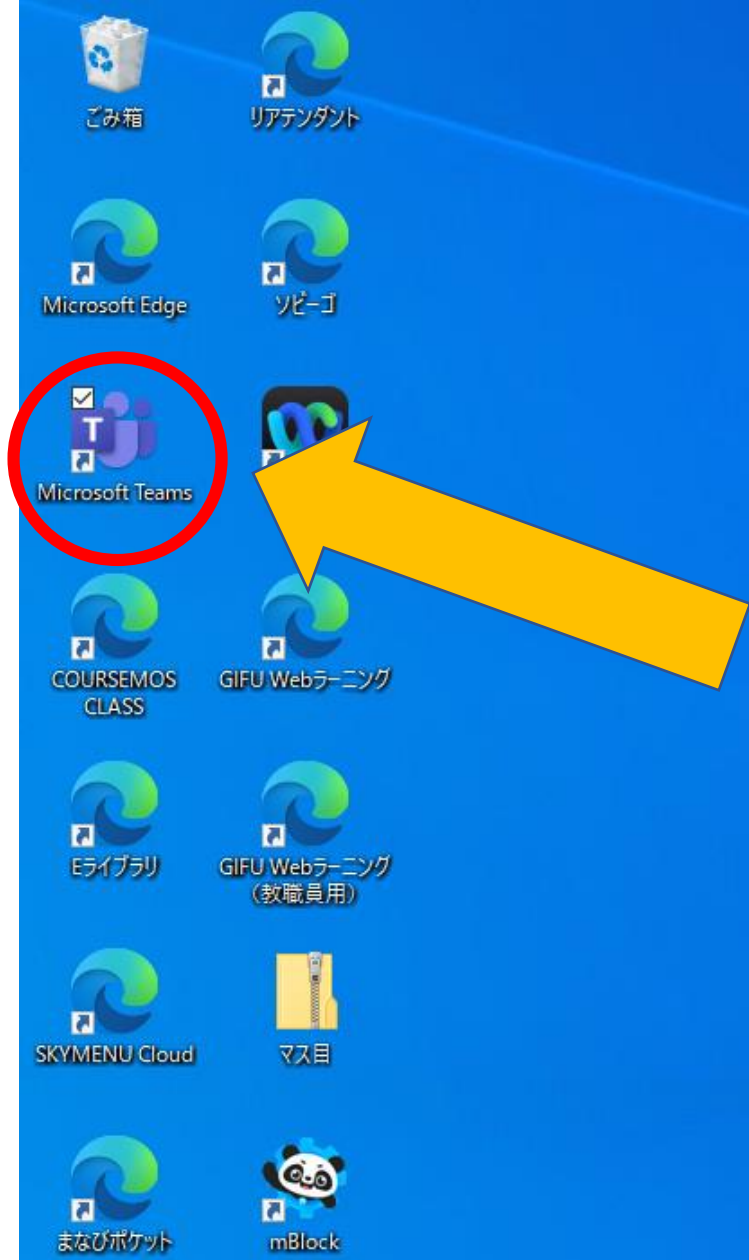 ごみ箱
リアテンダント
Microsoft Edge
ソビーゴ
T
Microsoft Teams
COURSEMOS
CLASS
GIFU Webラーニング
Eライブラリ
GIFU Webラーニング
（教職員用）
SKYMENU Cloud
マス目
まなびポケット
mBlock